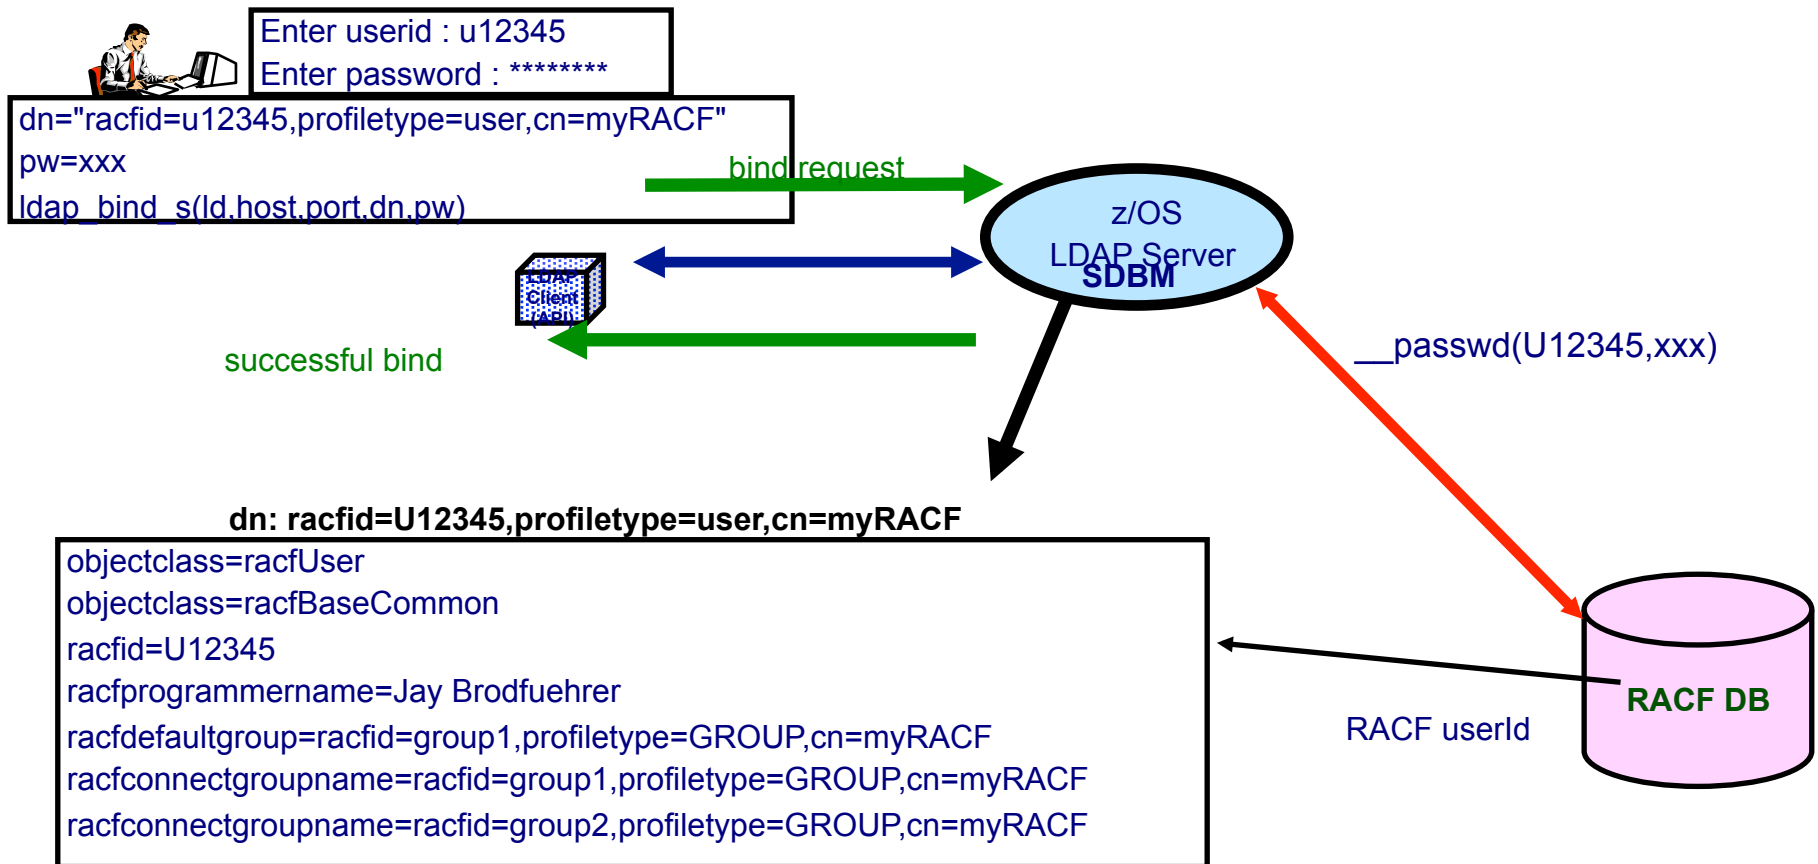 Enter userid : u12345
Enter password : ********
dn="racfid=u12345,profiletype=user,cn=myRACF"
pw=xxx
ldap_bind_s(ld,host,port,dn,pw)
bind request
z/OS
LDAP Server
SDBM
LDAP
Client
(API)
successful bind
__passwd(U12345,xxx)
dn: racfid=U12345,profiletype=user,cn=myRACF
objectclass=racfUser
objectclass=racfBaseCommon
racfid=U12345
racfprogrammername=Jay Brodfuehrer
racfdefaultgroup=racfid=group1,profiletype=GROUP,cn=myRACF
racfconnectgroupname=racfid=group1,profiletype=GROUP,cn=myRACF
racfconnectgroupname=racfid=group2,profiletype=GROUP,cn=myRACF
RACF userId
RACF DB